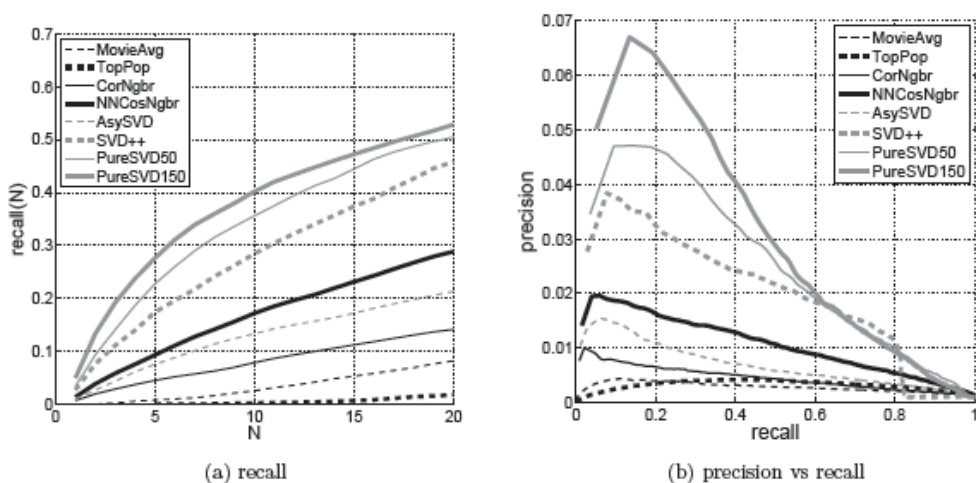 0.7
0.6
0.5
0.4
0.3
0.2
0.1
0
recall(N)
MovieAvg
TopPop
CorNgbr
NNCosNgbr
AsySVD
SVD++
PureSVD50
PureSVD150
0 5 10 15 20
N
(a) recall
0.07
0.06
0.05
0.04
0.03
0.02
0.01
0
precision
MovieAvg
TopPop
CorNgbr
NNCosNgbr
AsySVD
SVD++
PureSVD50
PureSVD150
0 0.2 0.4 0.6 0.8 1
recall
(b) precision vs recall